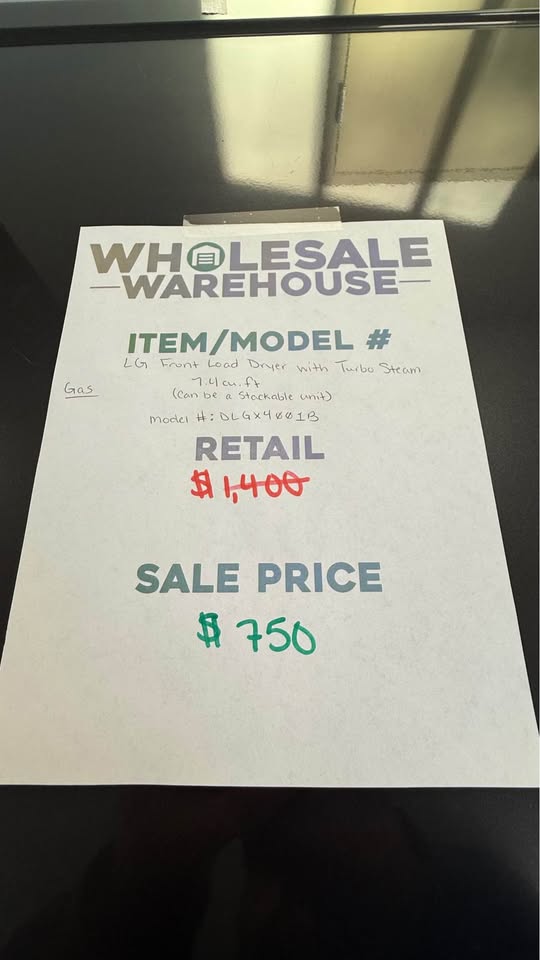 WHOLESALE
WAREHOUSE
ITEM/MODEL #
LG Front Load Dryer with Turbo Steam
Gas
7.4 cu. ft
(Can be a Stackable unit)
model #: DLGX4001B
RETAIL
$1,400
SALE PRICE
$750